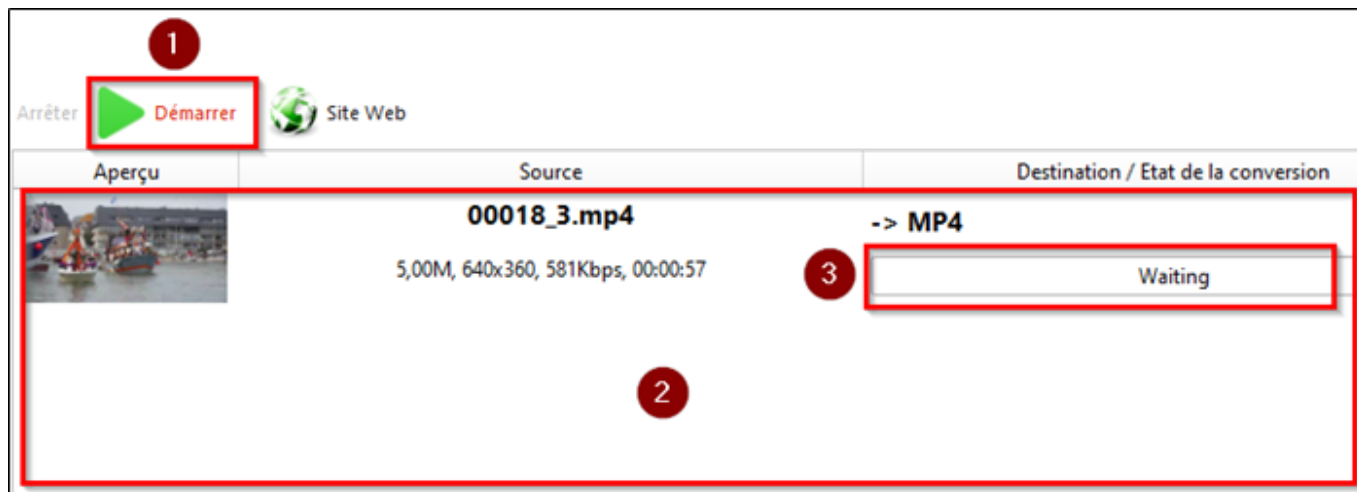 1
Arrêter Démarrer Site Web
Aperçu Source Destination / Etat de la conversion
00018_3.mp4 -> MP4
5,00M, 640x360, 581Kbps, 00:00:57 3 Waiting
2